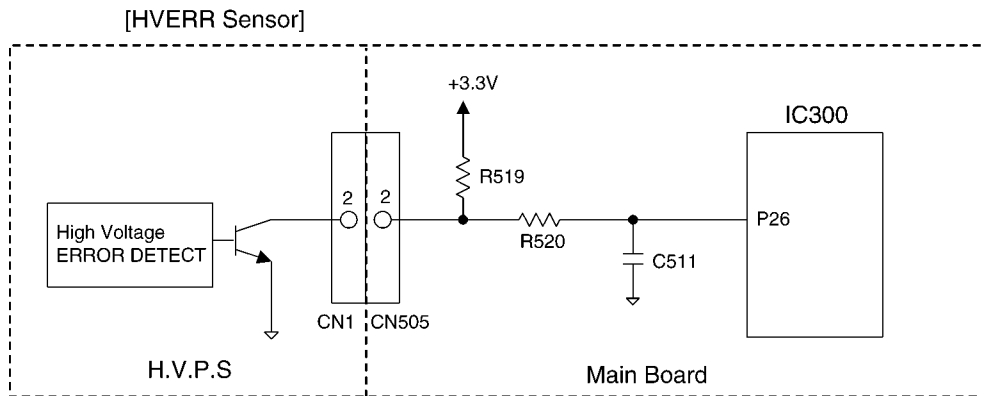 [HVERR Sensor]
+3.3V
IC300
R519
2
2
High Voltage
ERROR DETECT
R520
P26
C511
CN1
CN505
H.V.P.S
Main Board